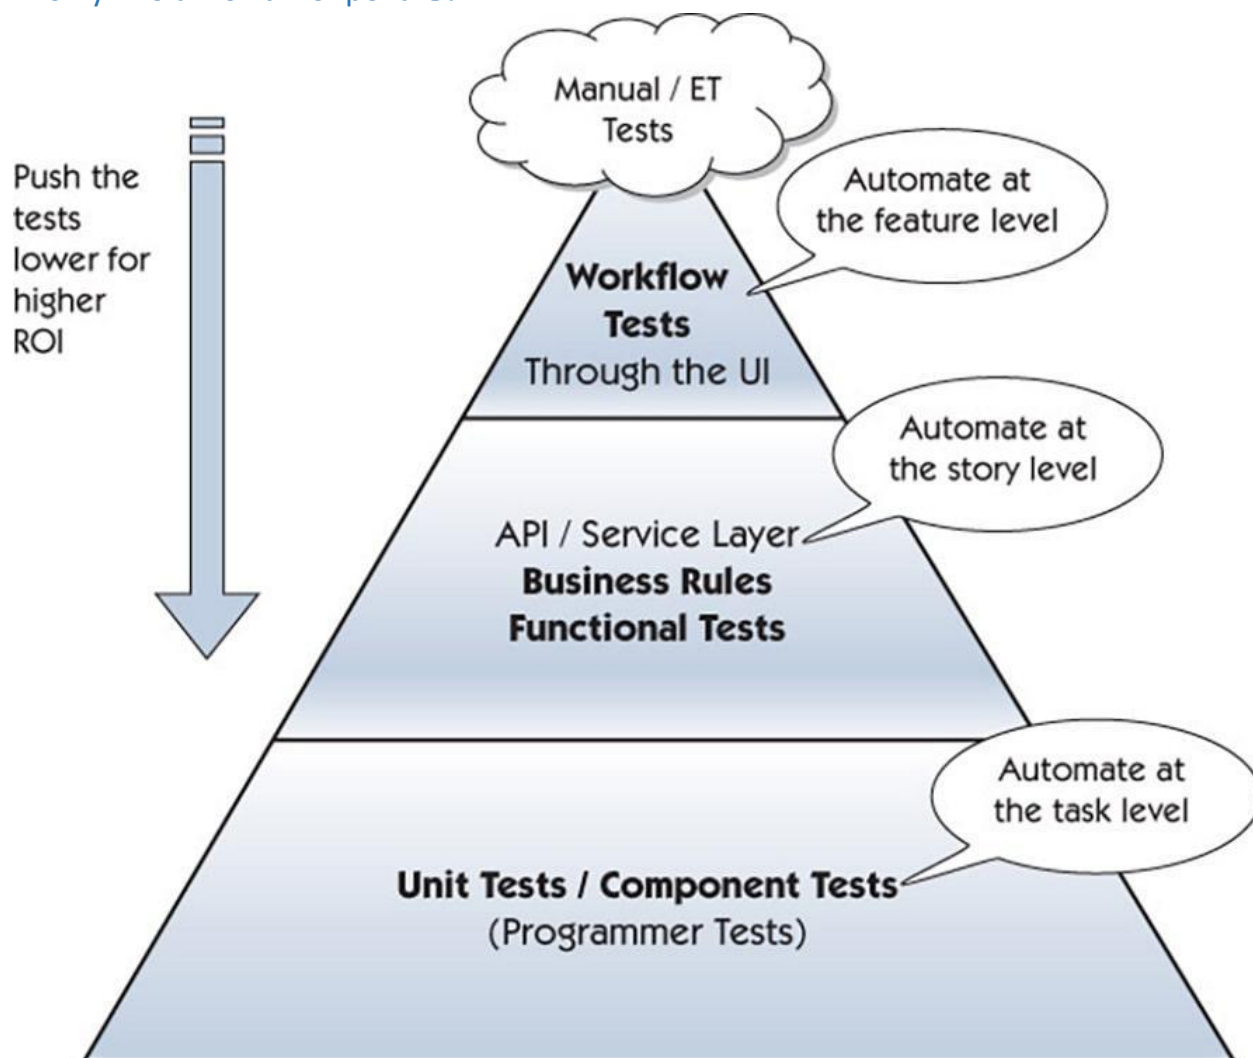 Manual / ET
Tests
Push the
tests
lower for
higher
ROI
Automate at
the feature level
Workflow
Tests
Through the UI
Automate at
the story level
API / Service Layer
Business Rules
Functional Tests
Automate at
the task level
Unit Tests / Component Tests
(Programmer Tests)